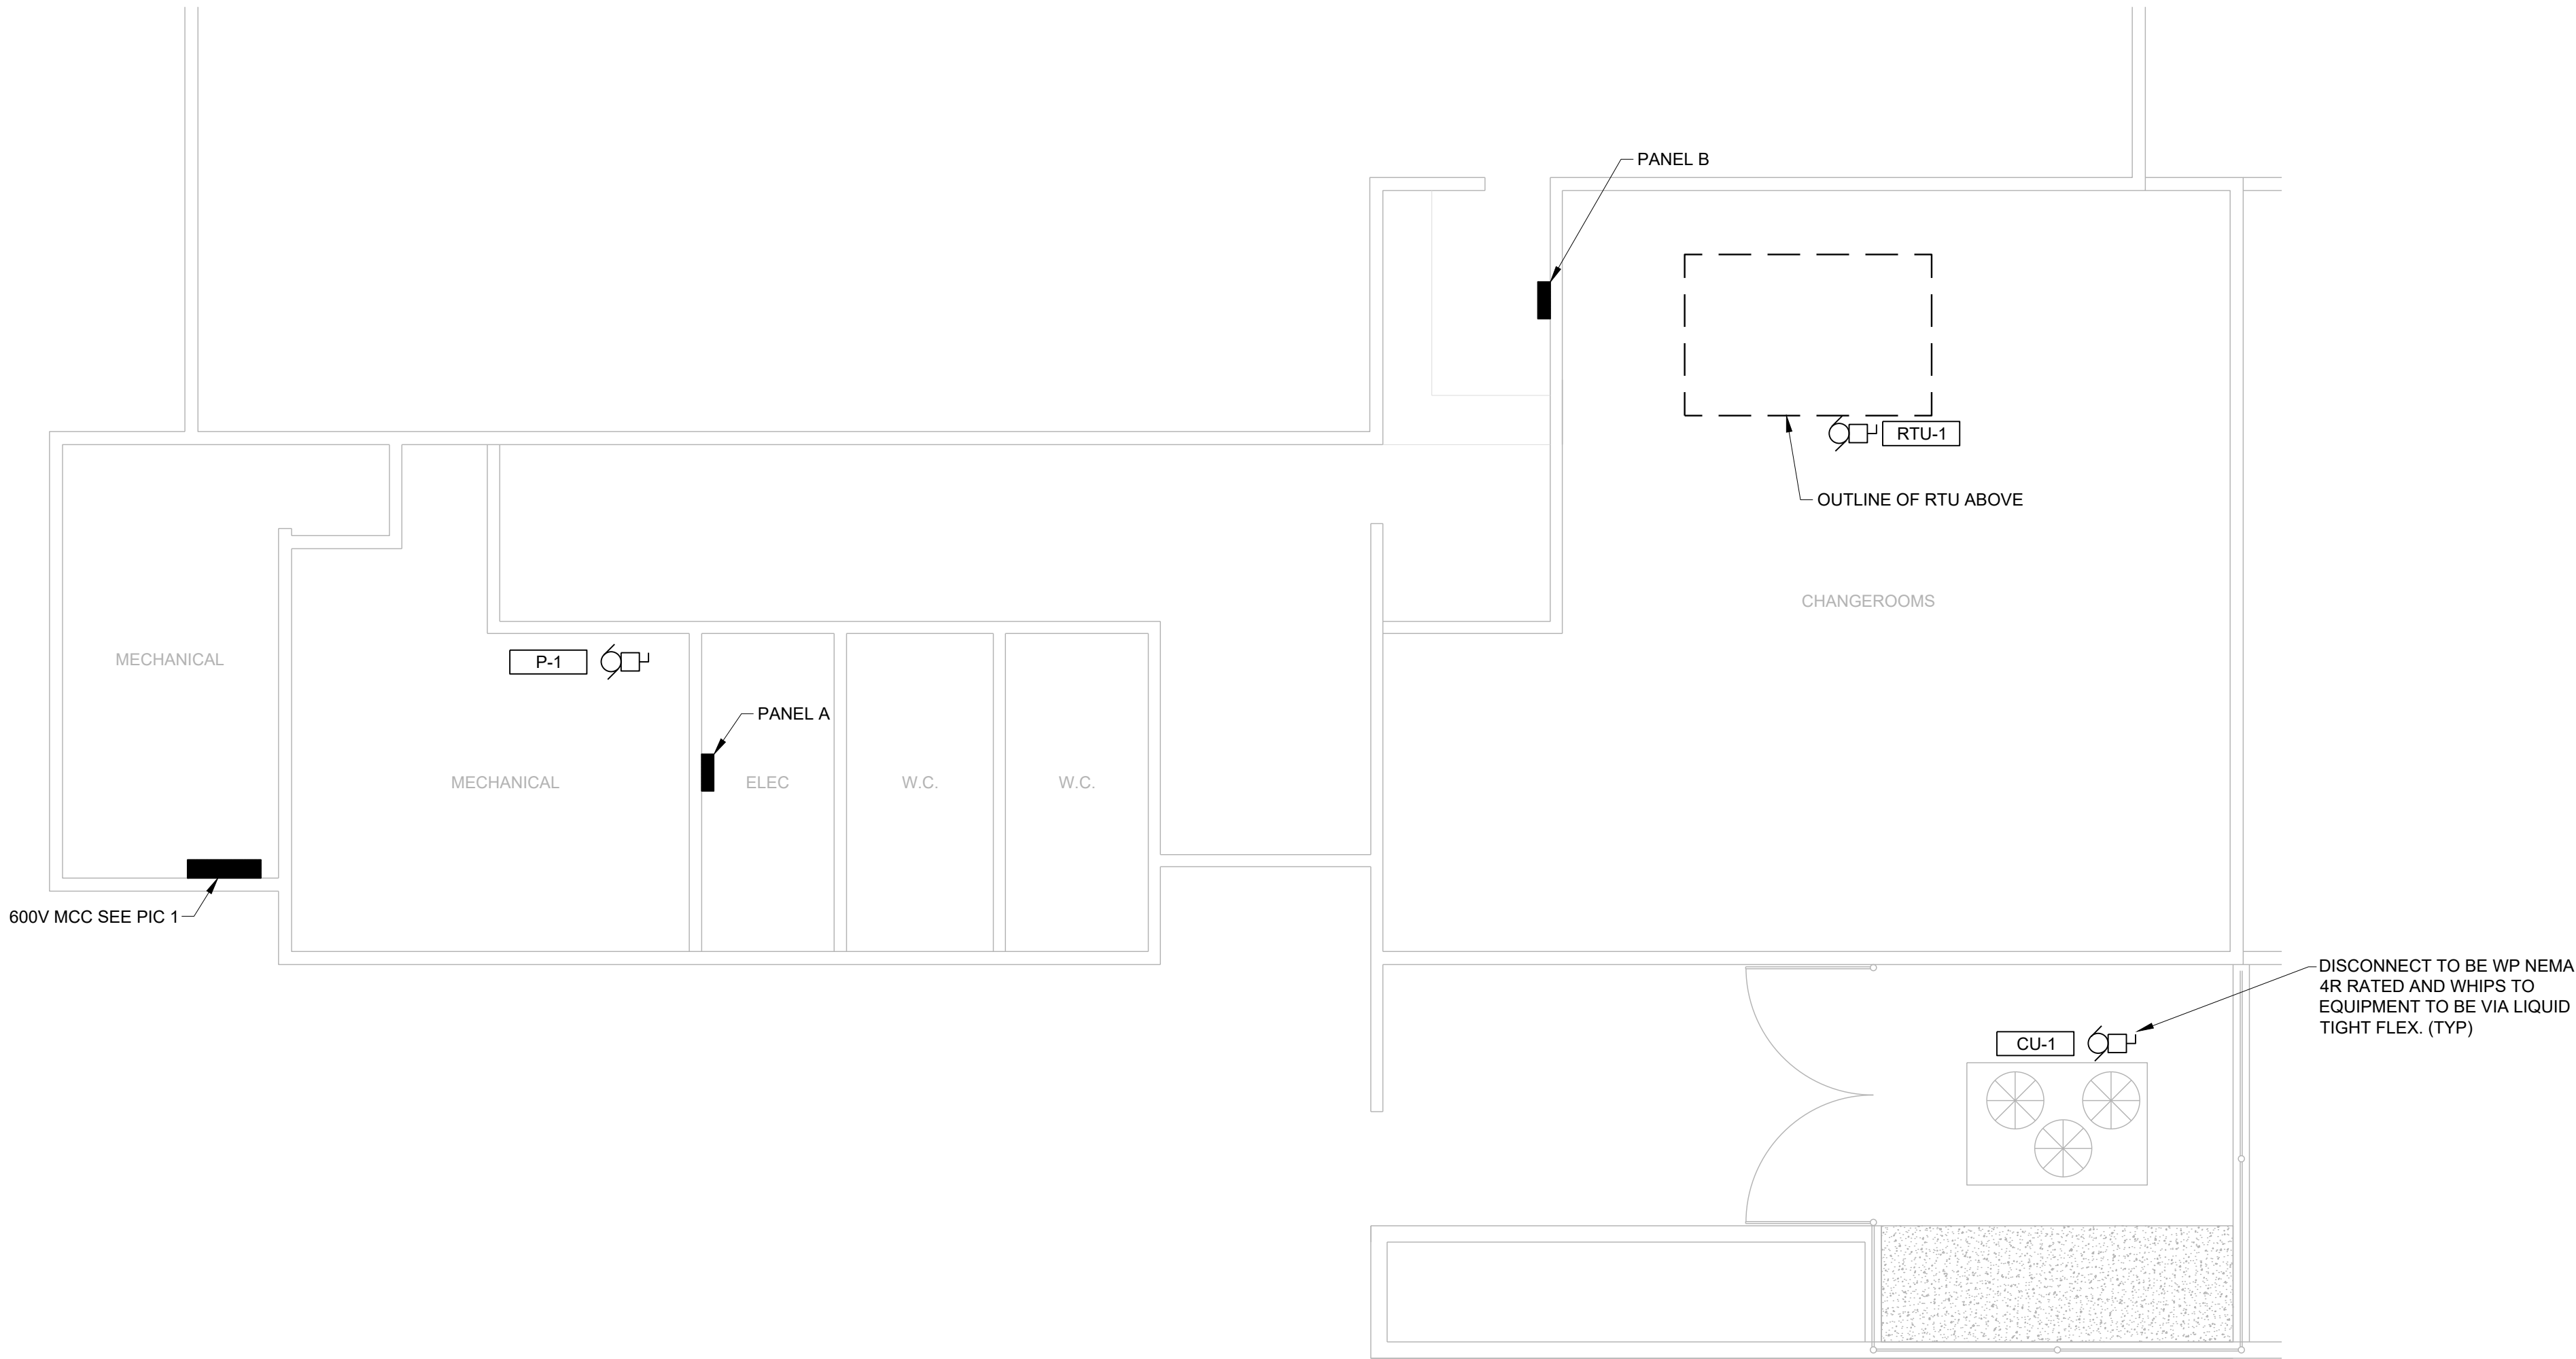 PANEL B
RTU-1
OUTLINE OF RTU ABOVE
CHANGEROOMS
MECHANICAL
P-1
PANEL A
MECHANICAL
ELEC
W.C.
W.C.
600V MCC SEE PIC 1
DISCONNECT TO BE WP NEMA
4R RATED AND WHIPS TO
EQUIPMENT TO BE VIA LIQUID
TIGHT FLEX. (TYP)
CU-1